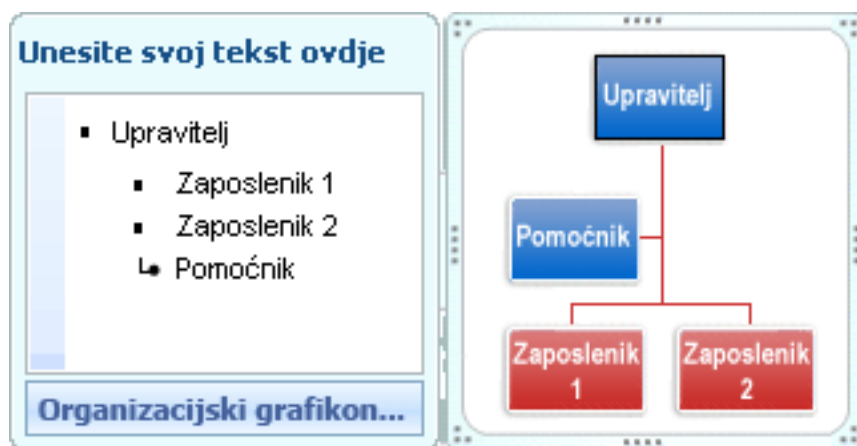 Unesite svoj tekst ovdje
Upravitelj
Zaposlenik 1
Zaposlenik 2
Pomoćnik
Organizacijski grafikon...
Upravitelj
Pomoćnik
Zaposlenik
1
Zaposlenik
2